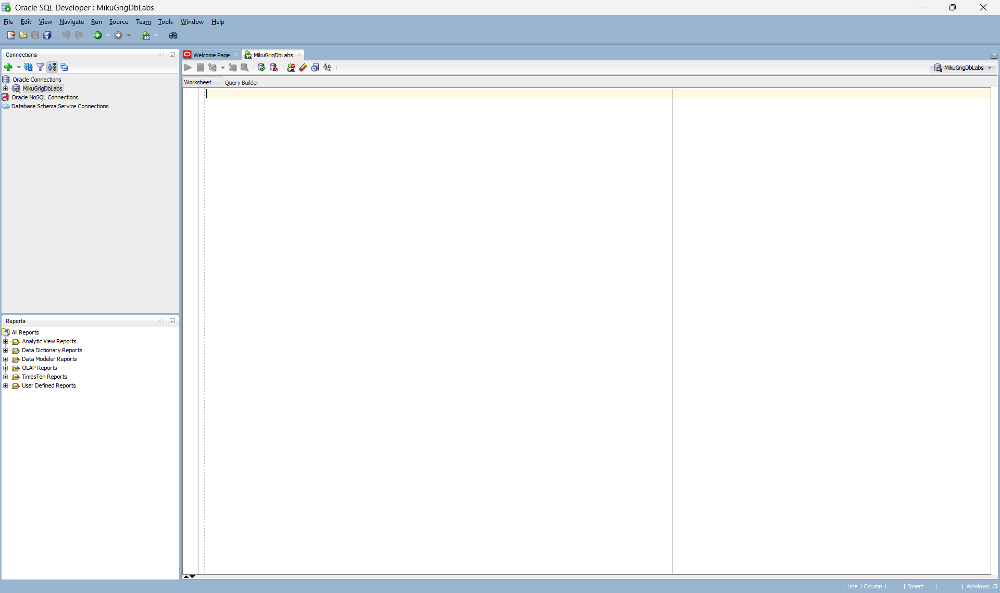 Oracle SQL Developer : MikuGrigDbLabs
File Edit View Navigate Run Source Team Tools Window Help
Connections
Oracle Connections
MikuGrigDbLabs
Oracle NoSQL Connections
Database Schema Service Connections
Reports
All Reports
Analytic View Reports
Data Dictionary Reports
Data Modeler Reports
OLAP Reports
TimesTen Reports
User Defined Reports
Welcome Page MikuGrigDbLabs
MikuGrigDbLabs
Worksheet Query Builder
| Line 1 Column 1 | Insert | | Windows: